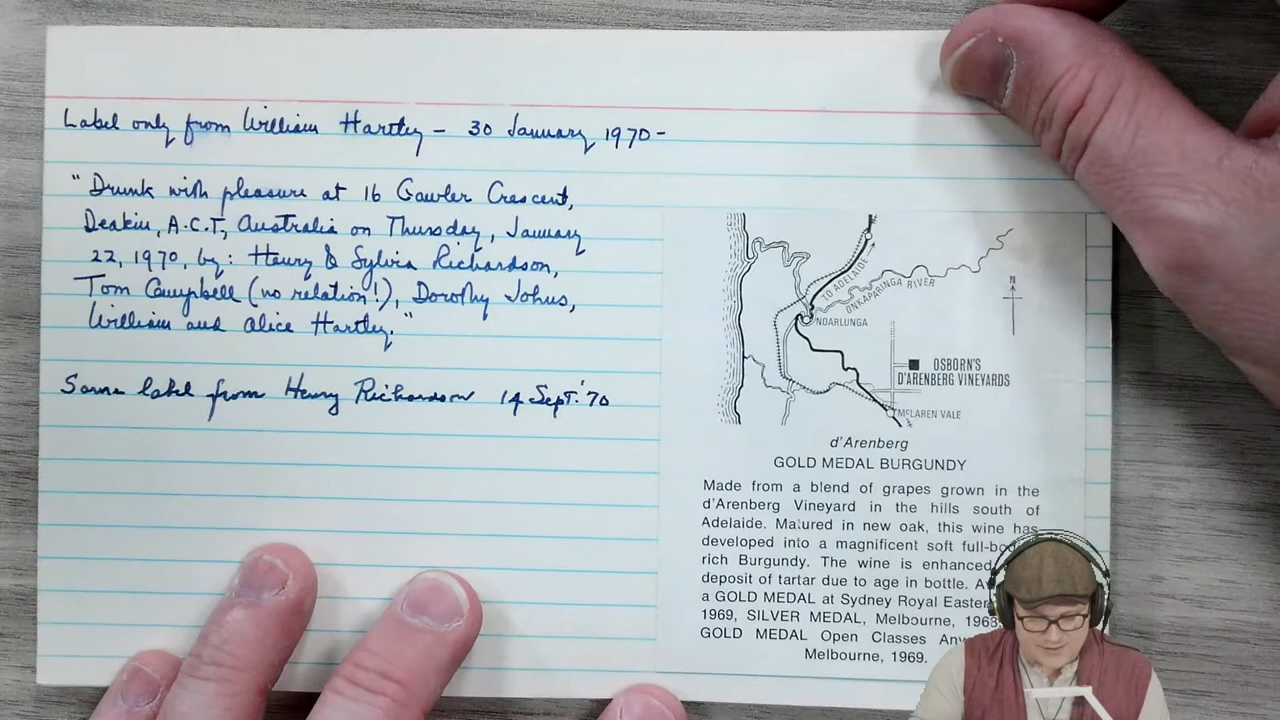 Label only from William Hartley - 30 January 1970 -
"Drunk with pleasure at 16 Gawler Crescent,
Deakin, A.C.T, Australia on Thursday, January
22, 1970, by: Henry & Sylvia Richardson,
Tom Campbell (no relation!), Dorothy Johns,
William and Alice Hartley."
Same label from Henry Richardson 14 Sept. '70
TO ADELAIDE
ONKAPARINGA RIVER
N
NOARLUNGA
OSBORN'S
D'ARENBERG VINEYARDS
McLAREN VALE
d'Arenberg
GOLD MEDAL BURGUNDY
Made from a blend of grapes grown in the
d'Arenberg Vineyard in the hills south of
Adelaide. Matured in new oak, this wine has
developed into a magnificent soft full-bo
rich Burgundy. The wine is enhanced
deposit of tartar due to age in bottle. A
a GOLD MEDAL at Sydney Royal Easter
1969, SILVER MEDAL, Melbourne, 1968
GOLD MEDAL Open Classes Any
Melbourne, 1969.